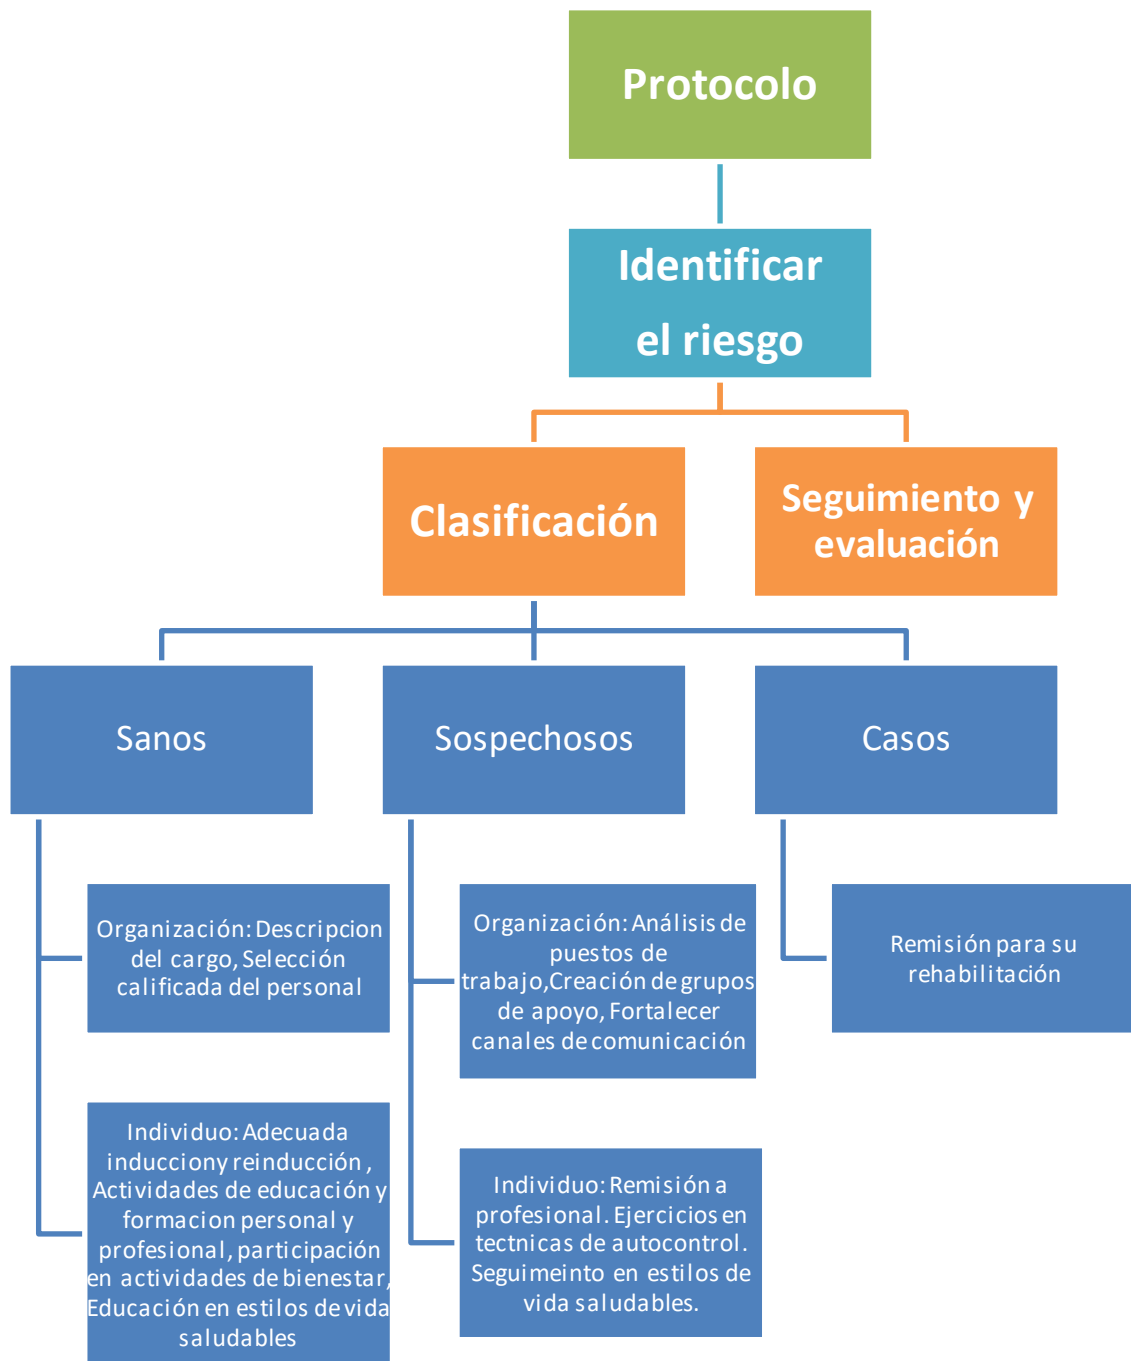 Protocolo
Identificar
el riesgo
Clasificación
Seguimiento y
evaluación
Sanos
Sospechosos
Casos
Organización: Descripcion
del cargo, Selección
calificada del personal
Organización: Análisis de
puestos de
trabajo,Creación de grupos
de apoyo, Fortalecer
canales de comunicación
Remisión para su
rehabilitación
Individuo: Adecuada
induccion y reinducción ,
Actividades de educación y
formacion personal y
profesional, participación
en actividades de bienestar,
Educación en estilos de vida
saludables
Individuo: Remisión a
profesional. Ejercicios en
tectnicas de autocontrol.
Seguimeinto en estilos de
vida saludables.